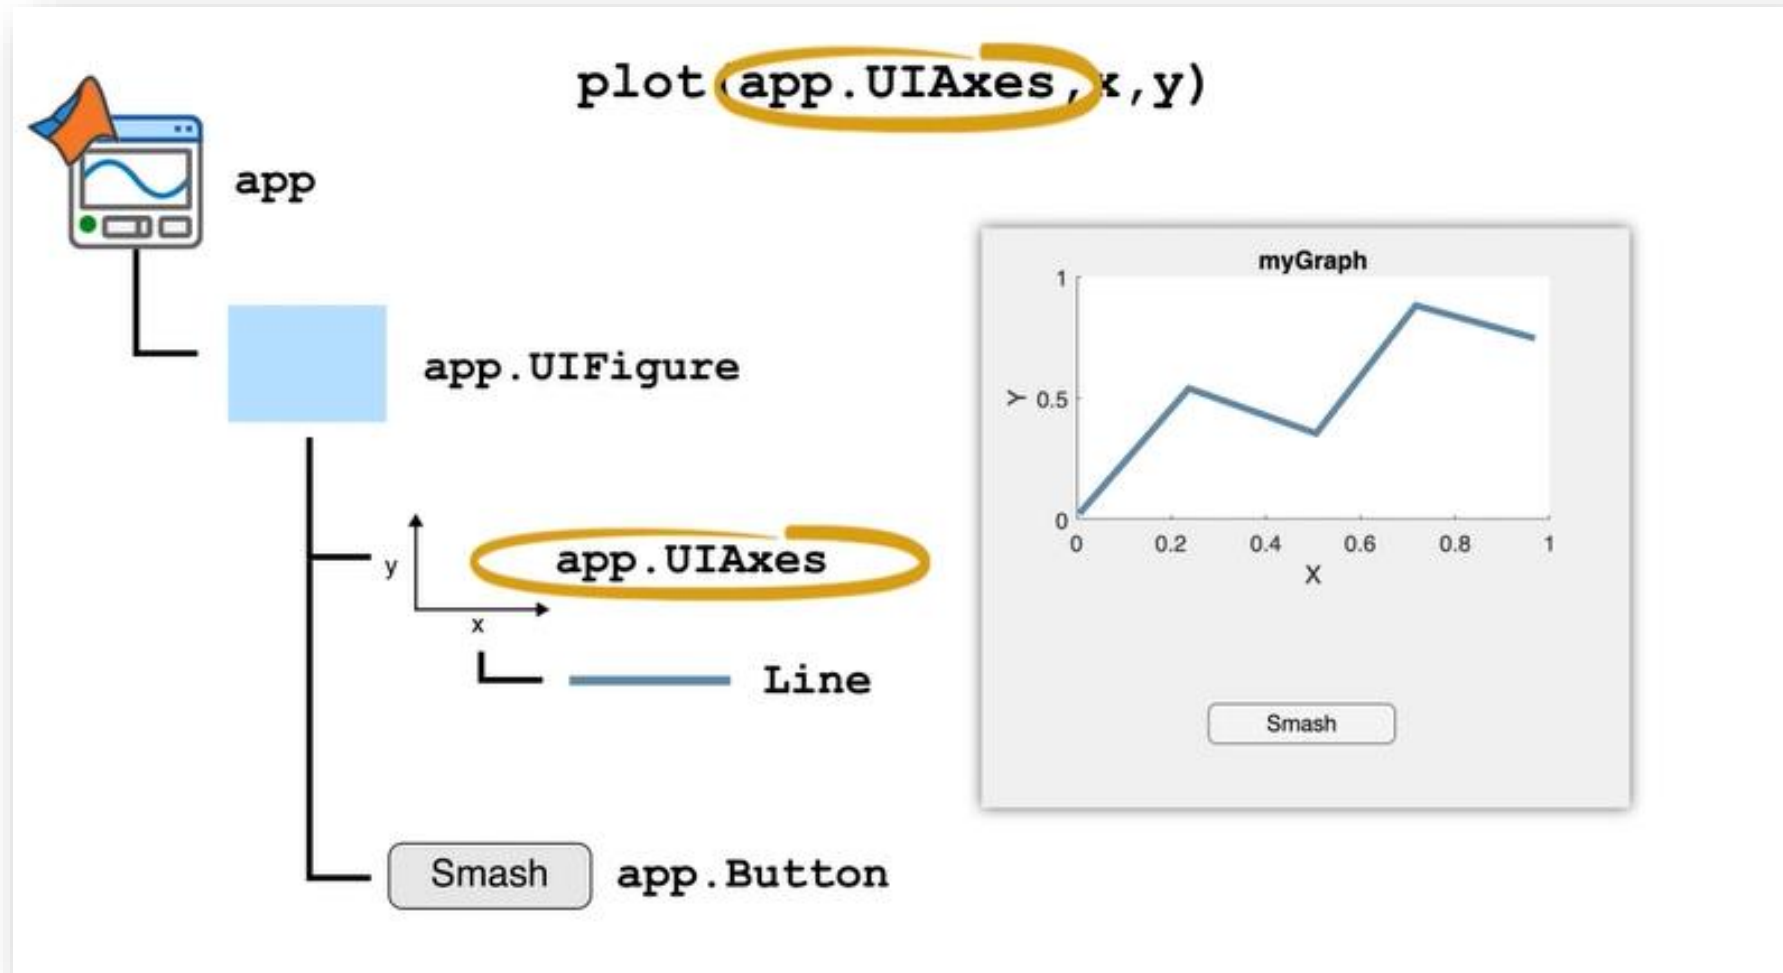 plot(app.UIAxes,x,y)
app
app.UIFigure
y
app.UIAxes
x
Line
Smash
app.Button
myGraph
1
Y
0.5
0
0 0.2 0.4 0.6 0.8 1
X
Smash